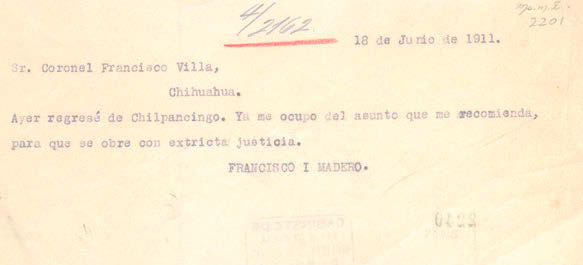 4/2162.
2201
18 de Junio de 1911.
Sr. Coronel Francisco Villa,
Chihuahua.
Ayer regresé de Chilpancingo. Ya me ocupo del asunto que me recomienda,
para que se obre con extricta justicia.
FRANCISCO I MADERO.